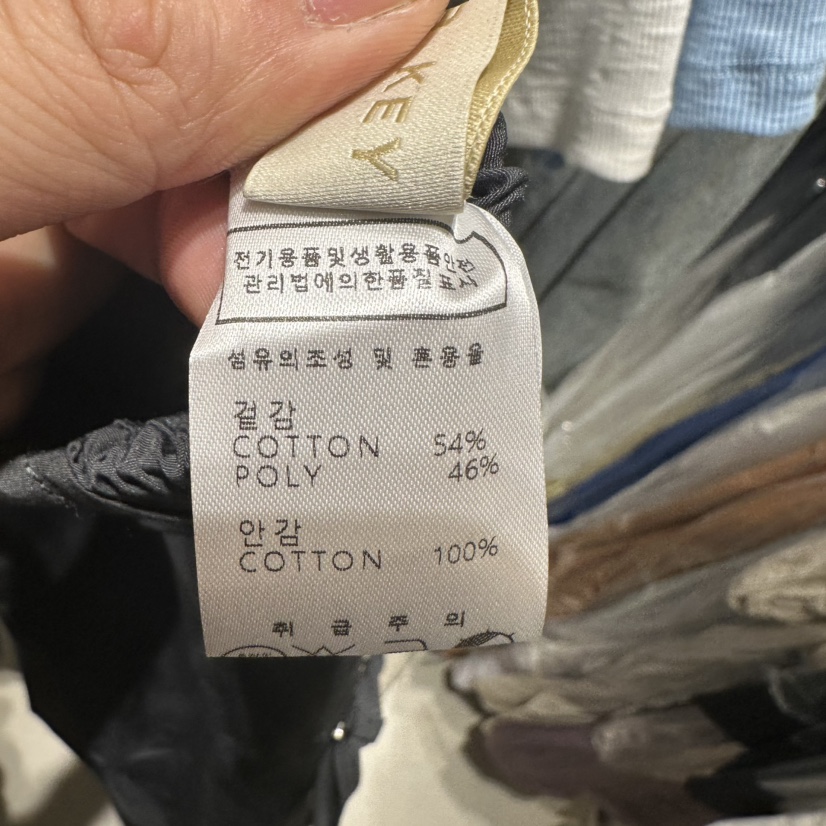 KEY
전기용품및생활용품안전
관리법에의한품질표시
섬유의조성 및 혼용율
겉감
COTTON 54%
POLY 46%
안감
COTTON 100%
취급주의